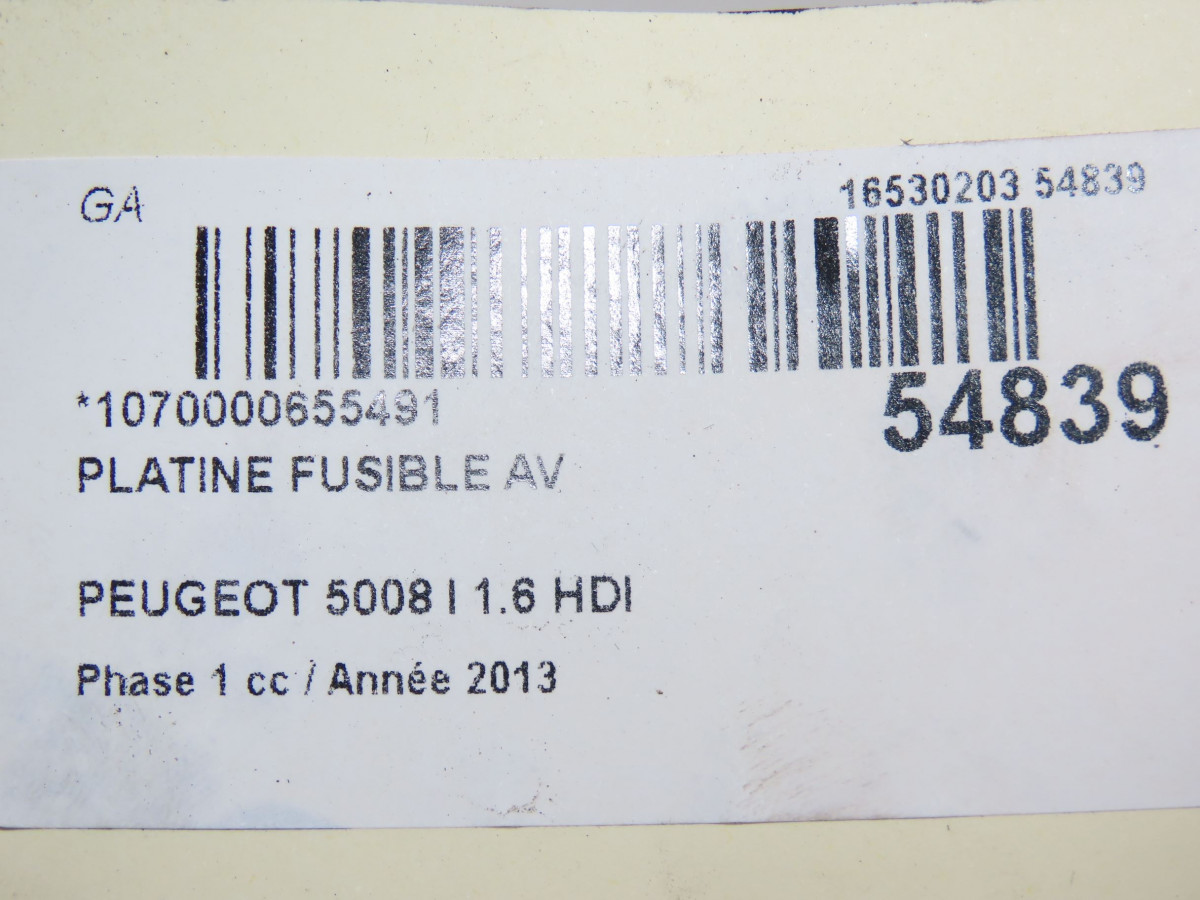 GA
16530203 54839
*1070000655491
54839
PLATINE FUSIBLE AV
PEUGEOT 5008 I 1.6 HDI
Phase 1 cc / Année 2013